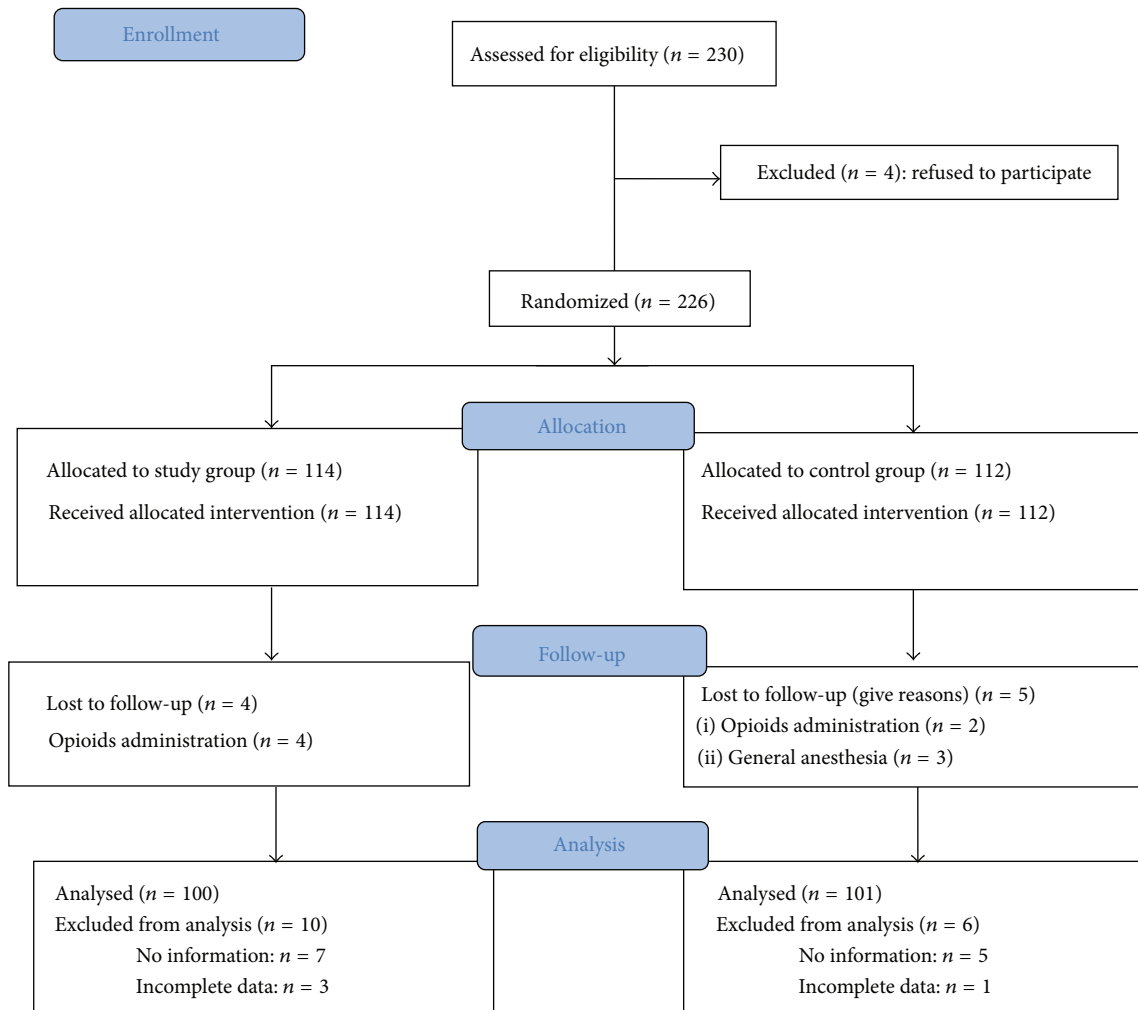 Enrollment
Assessed for eligibility (n = 230)
Excluded (n = 4): refused to participate
Randomized (n = 226)
Allocation
Allocated to study group (n = 114)
Received allocated intervention (n = 114)
Allocated to control group (n = 112)
Received allocated intervention (n = 112)
Follow-up
Lost to follow-up (n = 4)
Opioids administration (n = 4)
Lost to follow-up (give reasons) (n = 5)
(i) Opioids administration (n = 2)
(ii) General anesthesia (n = 3)
Analysis
Analysed (n = 100)
Excluded from analysis (n = 10)
No information: n = 7
Incomplete data: n = 3
Analysed (n = 101)
Excluded from analysis (n = 6)
No information: n = 5
Incomplete data: n = 1